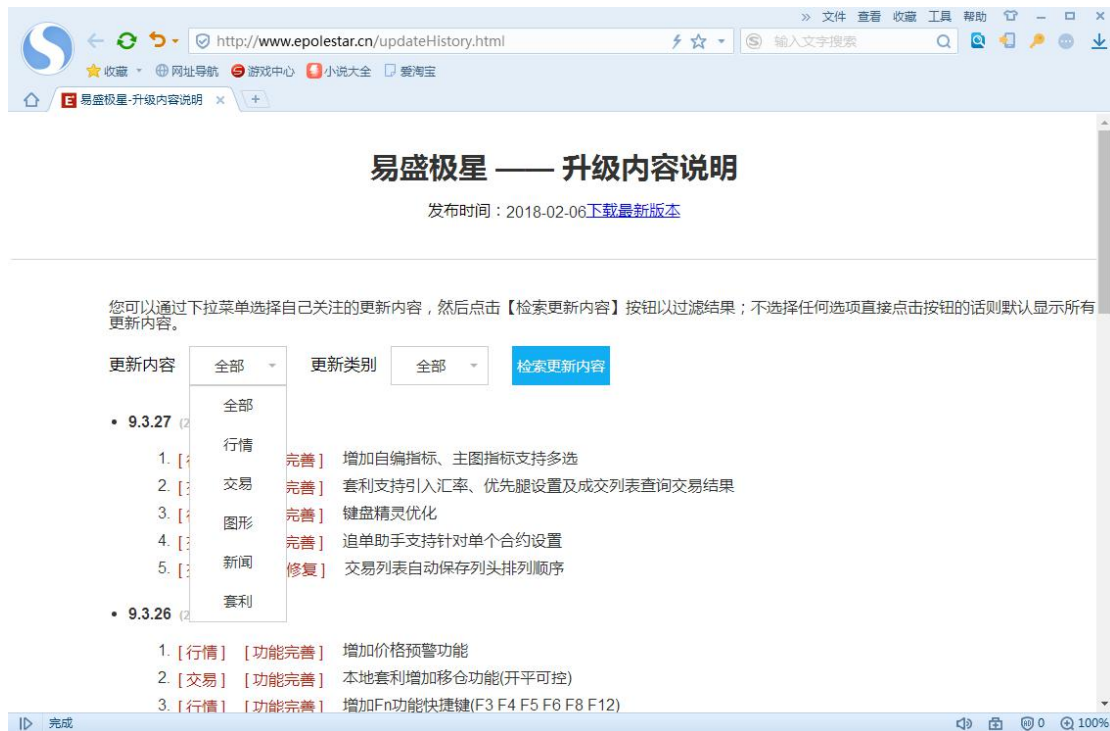 » 文件 查看 收藏 工具 帮助
http://www.epolestar.cn/updateHistory.html
输入文字搜索
收藏 网址导航 游戏中心 小说大全 爱淘宝
易盛极星-升级内容说明
易盛极星 —— 升级内容说明
发布时间：2018-02-06下载最新版本
您可以通过下拉菜单选择自己关注的更新内容，然后点击【检索更新内容】按钮以过滤结果；不选择任何选项直接点击按钮的话则默认显示所有
更新内容。
更新内容 全部 更新类别 全部 检索更新内容
全部
行情
交易
图形
新闻
套利
• 9.3.27 (2
1. [ 完善 ] 增加自编指标、主图指标支持多选
2. [ 完善 ] 套利支持引入汇率、优先腿设置及成交列表查询交易结果
3. [ 完善 ] 键盘精灵优化
4. [ 完善 ] 追单助手支持针对单个合约设置
5. [ 修复 ] 交易列表自动保存列头排列顺序
• 9.3.26 (2
1. [ 行情 ] [ 功能完善 ] 增加价格预警功能
2. [ 交易 ] [ 功能完善 ] 本地套利增加移仓功能(开平可控)
3. [ 行情 ] [ 功能完善 ] 增加Fn功能快捷键(F3 F4 F5 F6 F8 F12)
完成
0 100%